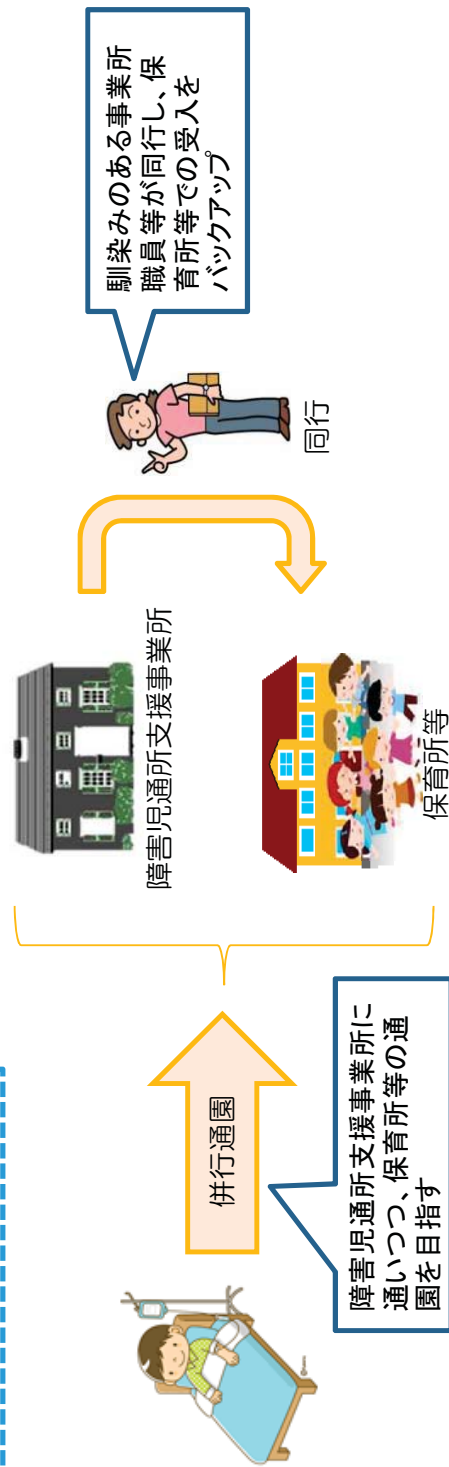 併行通園
障害児通所支援事業所に
通いつつ、保育所等の通
園を目指す
障害児通所支援事業所
保育所等
同行
馴染みのある事業所
職員等が同行し、保
育所等での受入を
バックアップ